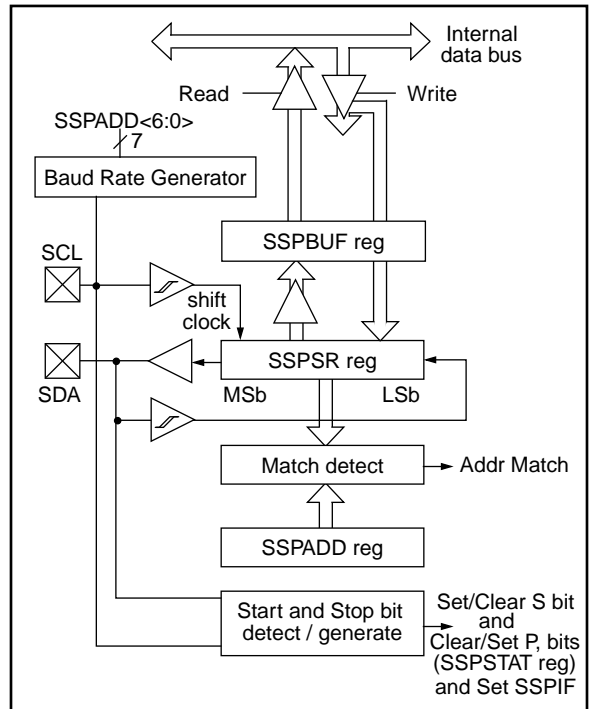 Internal
data bus
Read
Write
SSPADD<6:0>
7
Baud Rate Generator
SSPBUF reg
SCL
shift
clock
SSPSR reg
SDA
MSb
LSb
Match detect
Addr Match
SSPADD reg
Start and Stop bit
detect / generate
Set/Clear S bit
and
Clear/Set P, bits
(SSPSTAT reg)
and Set SSPIF